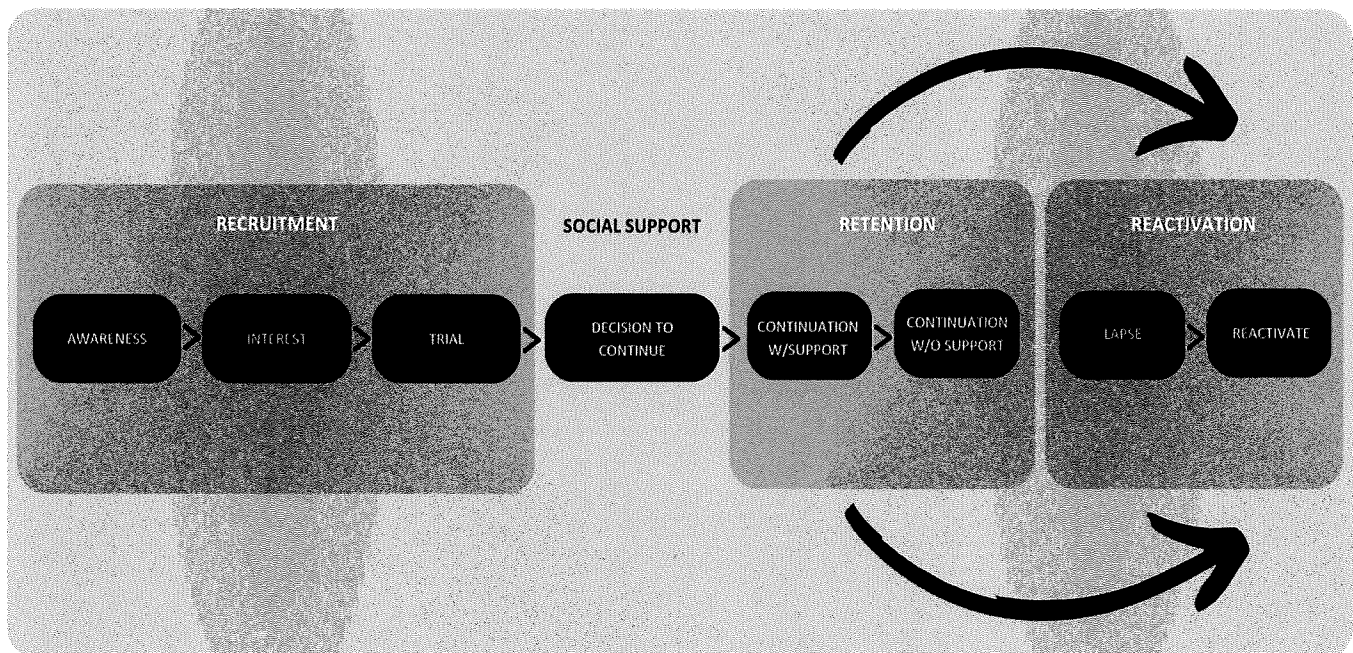 RECRUITMENT
SOCIAL SUPPORT
RETENTION
REACTIVATION
AWARENESS
INTEREST
TRIAL
DECISION TO
CONTINUE
CONTINUATION
W/SUPPORT
CONTINUATION
W/O SUPPORT
LAPSE
REACTIVATE